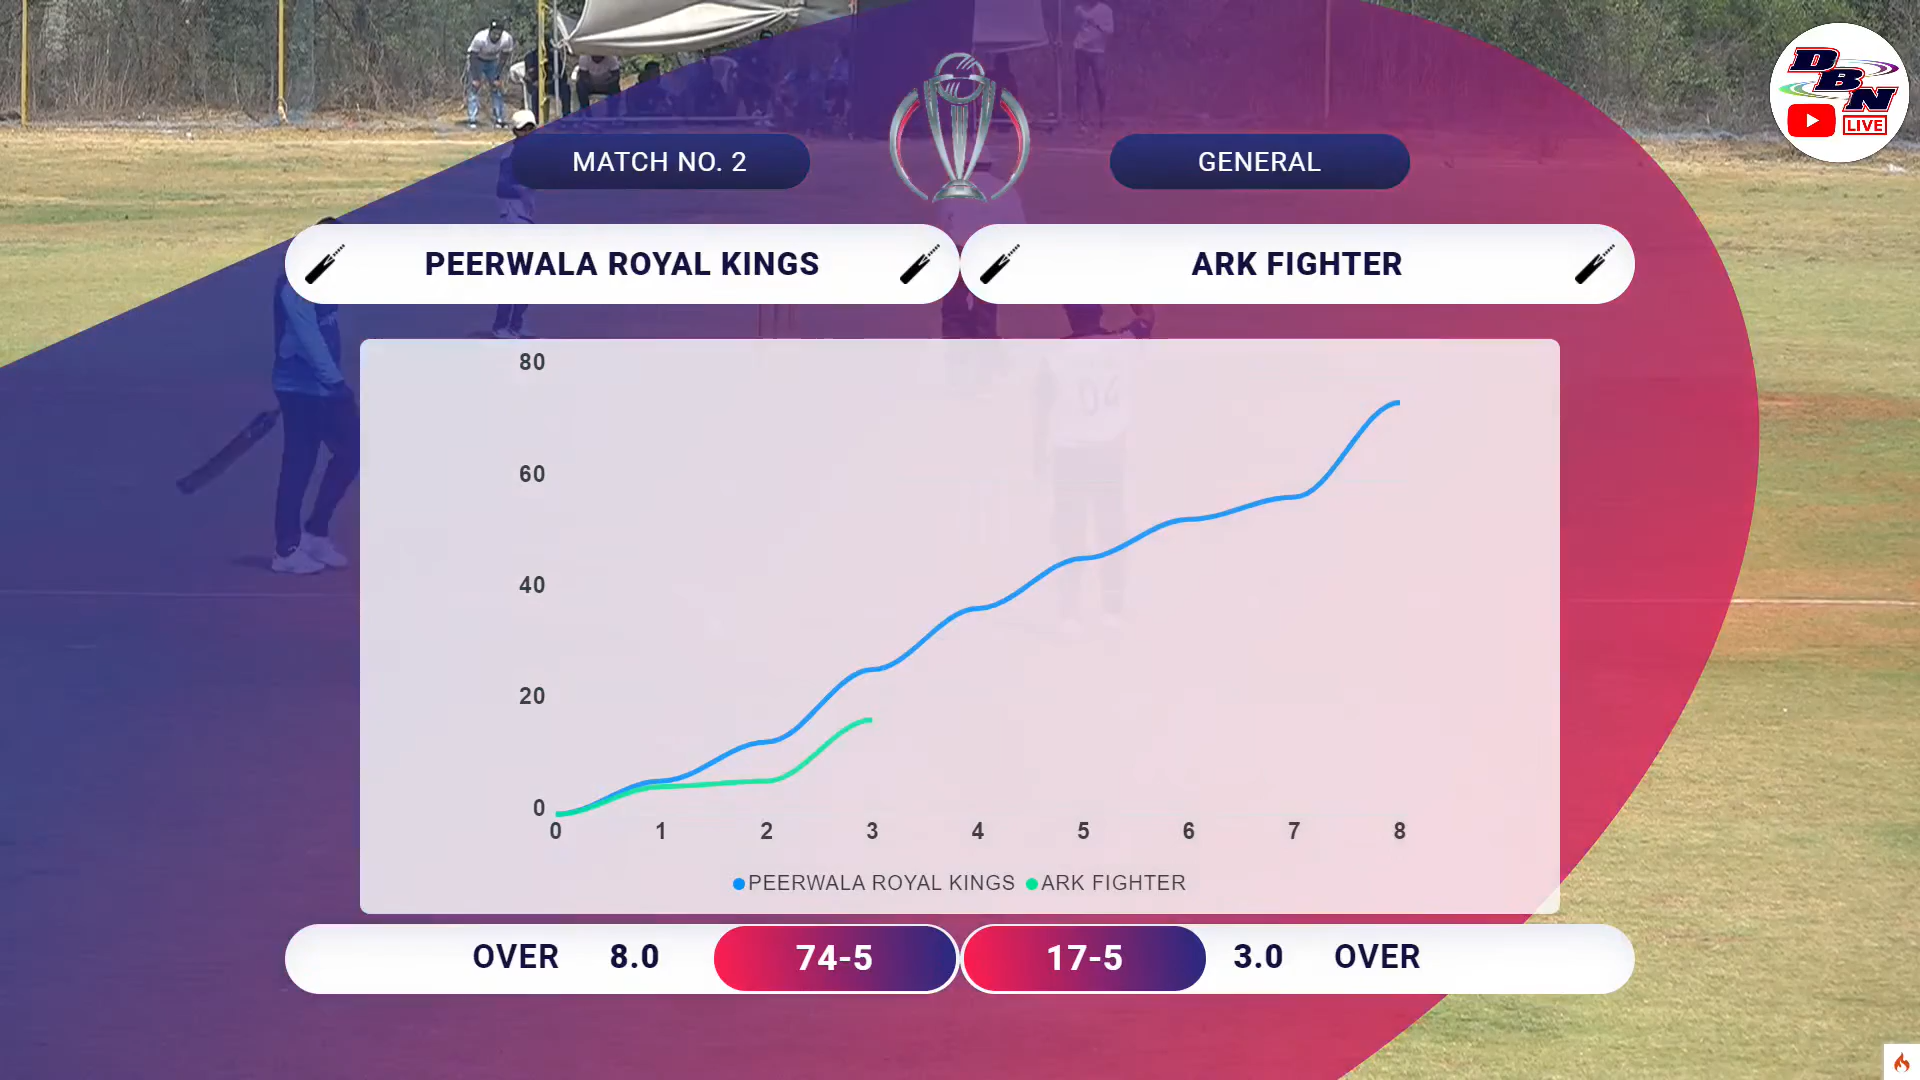 DBN
LIVE
MATCH NO. 2
GENERAL
PEERWALA ROYAL KINGS
ARK FIGHTER
80
60
40
20
0
0 1 2 3 4 5 6 7 8
PEERWALA ROYAL KINGS ARK FIGHTER
OVER 8.0 74-5 17-5 3.0 OVER